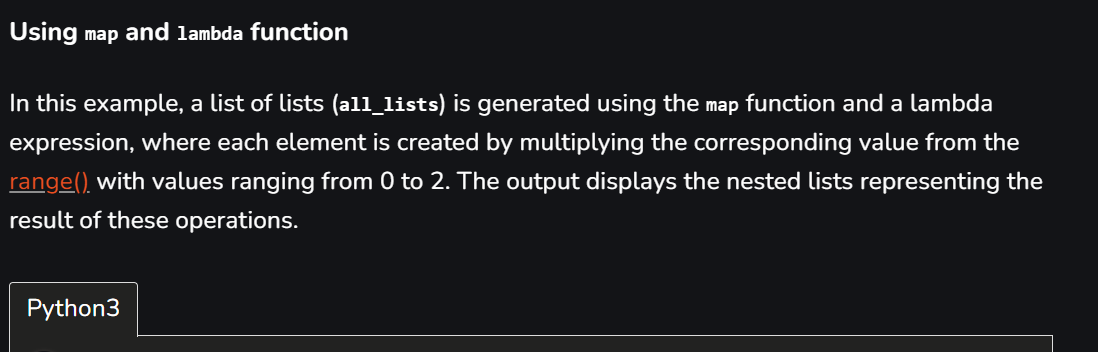 Using map and lambda function
In this example, a list of lists (all_lists) is generated using the map function and a lambda
expression, where each element is created by multiplying the corresponding value from the
range() with values ranging from 0 to 2. The output displays the nested lists representing the
result of these operations.
Python3